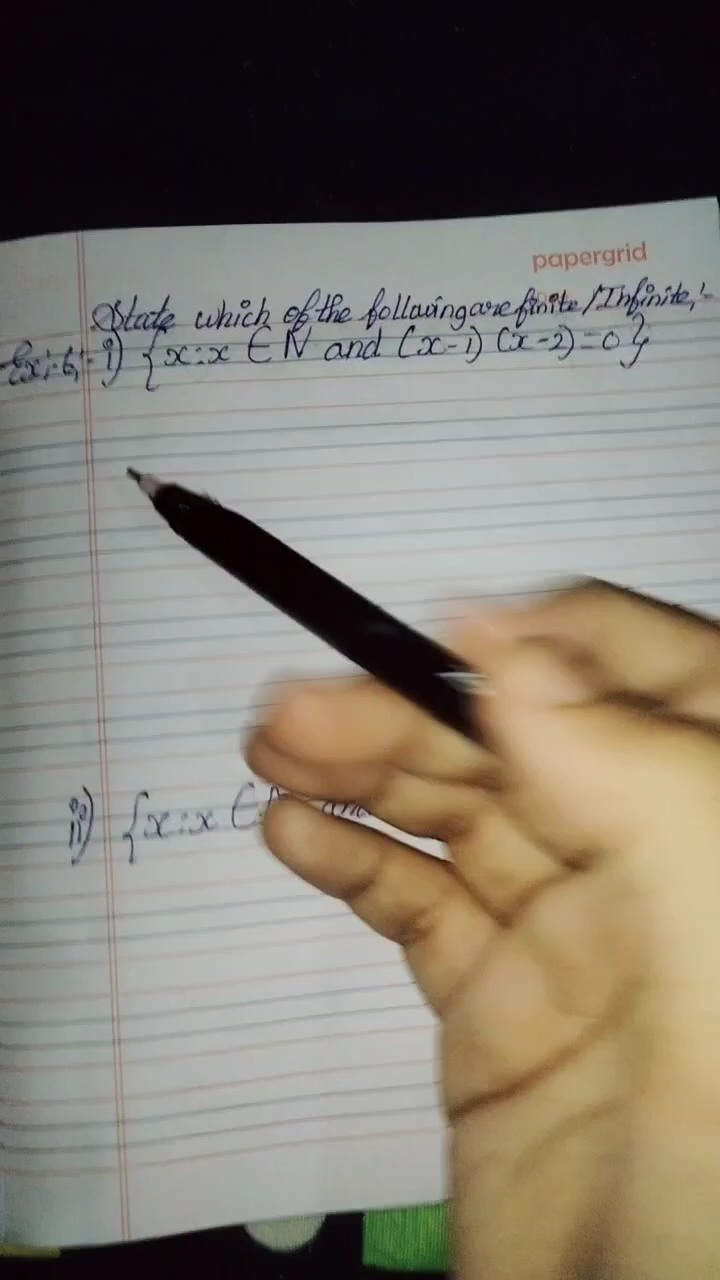 papergrid
State which of the following are finite/Infinite,:-
Ex:-6:- i) {x:x ∈ N and (x-1) (x-2)=0}
ii) {x:x ∈